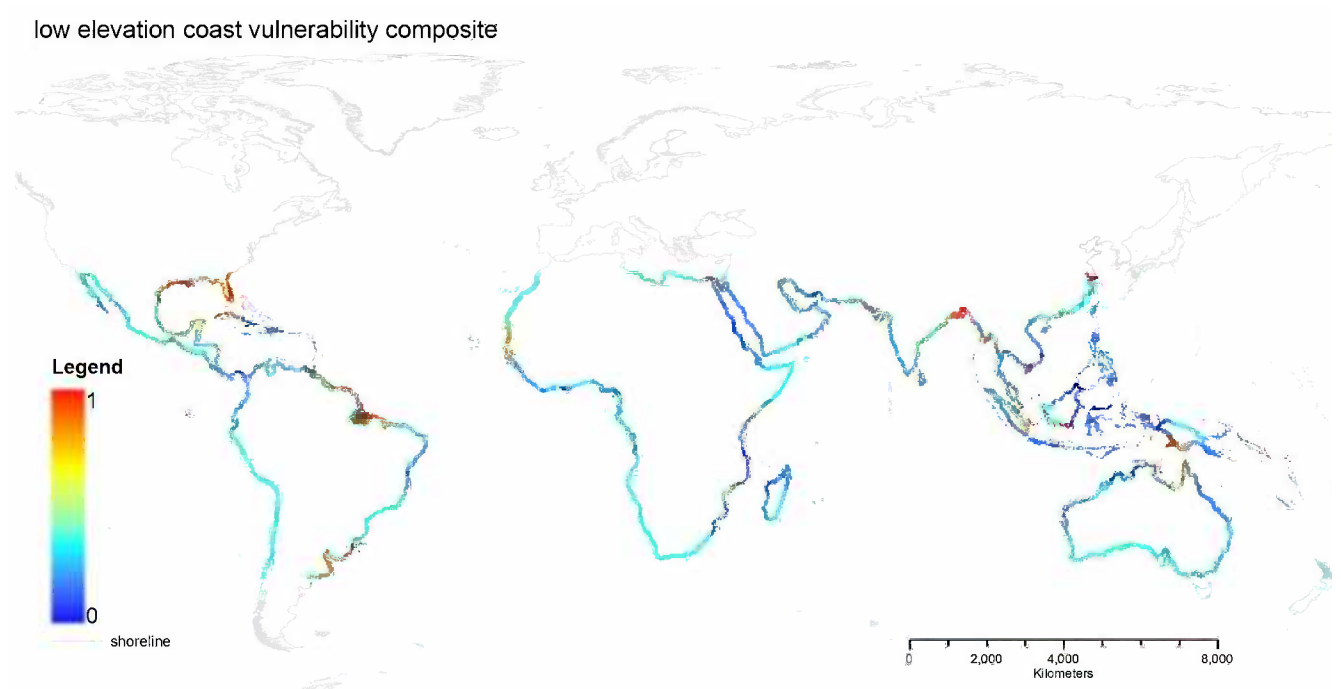 low elevation coast vulnerability composite
Legend
1
0
shoreline
0 2,000 4,000 8,000
Kilometers